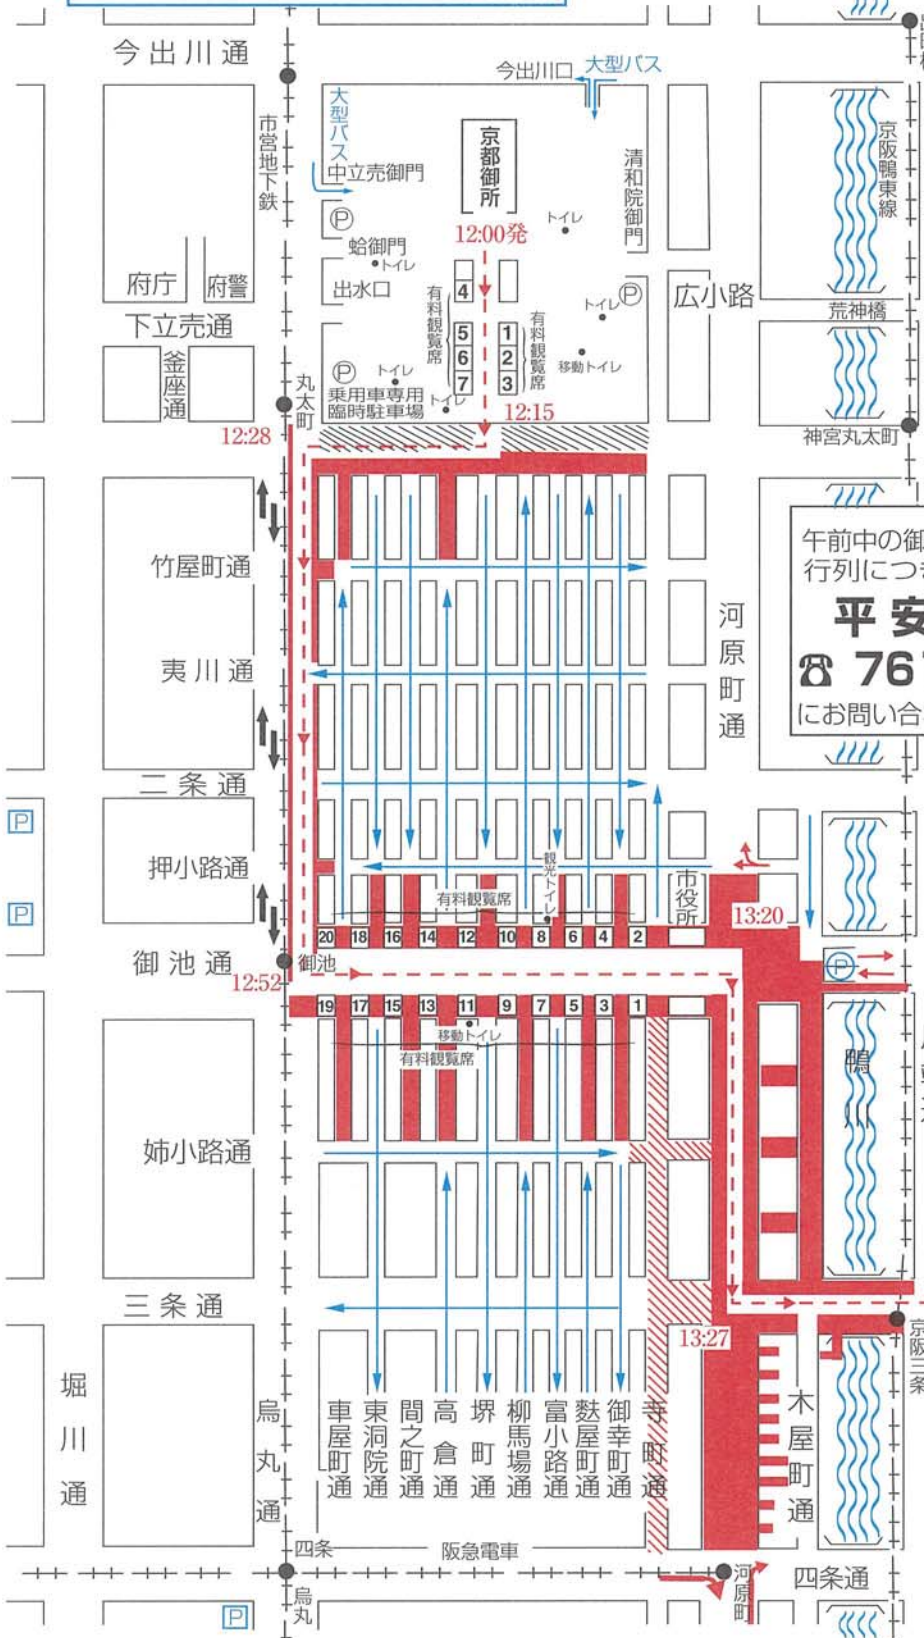 今出川通
市営地下鉄
大型バス
中立売御門
今出川口
大型バス
京都御所
清和院御門
京阪鴨東線
トイレ
12:00発
P
蛤御門
トイレ
出水口
府庁
府警
下立売通
釜座通
丸太町
有料観覧席
4
5
6
7
1
2
3
有料観覧席
トイレ
P
移動トイレ
広小路
荒神橋
P
トイレ
乗用車専用
臨時駐車場
トイレ
12:15
12:28
神宮丸太町
竹屋町通
夷川通
二条通
押小路通
御池通
河原町通
午前中の御
行列につ
平安
☎ 76
にお問い合
P
P
観光トイレ
有料観覧席
市役所
13:20
20 18 16 14 12 10 8 6 4 2
御池
12:52
P
19 17 15 13 11 9 7 5 3 1
移動トイレ
有料観覧席
鴨川
姉小路通
三条通
13:27
京阪三条
堀川通
烏丸通
車屋町通
東洞院通
間之町通
高倉通
堺町通
柳馬場通
富小路通
麩屋町通
御幸町通
寺町通
木屋町通
四条
阪急電車
烏丸
河原町
四条通
P